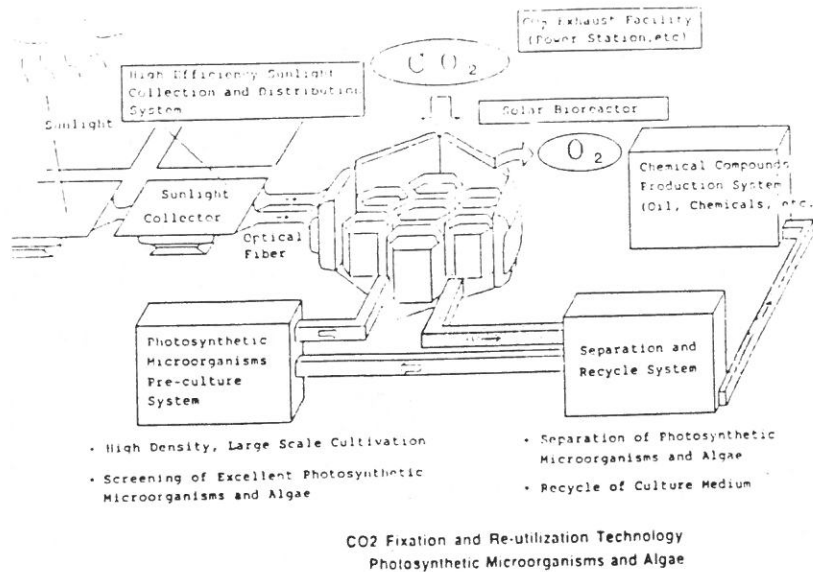 CO2 Exhaust Facility
(Power Station,etc)
CO2
High Efficiency Sunlight
Collection and Distribution
System
Sunlight
Solar Bioreactor
O2
Chemical Compounds
Production System
(Oil, Chemicals, etc.
Sunlight
Collector
Optical
Fiber
Photosynthetic
Microorganisms
Pre-culture
System
Separation and
Recycle System
• High Density, Large Scale Cultivation
• Screening of Excellent Photosynthetic
Microorganisms and Algae
• Separation of Photosynthetic
Microorganisms and Algae
• Recycle of Culture Medium
CO2 Fixation and Re-utilization Technology
Photosynthetic Microorganisms and Algae